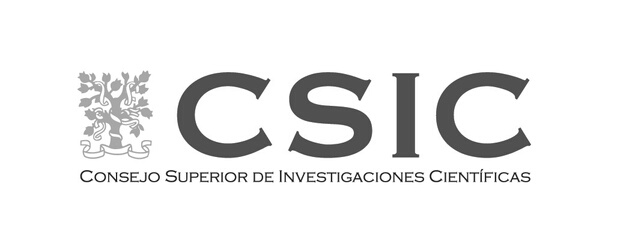 CSIC
CONSEJO SUPERIOR DE INVESTIGACIONES CIENTÍFICAS